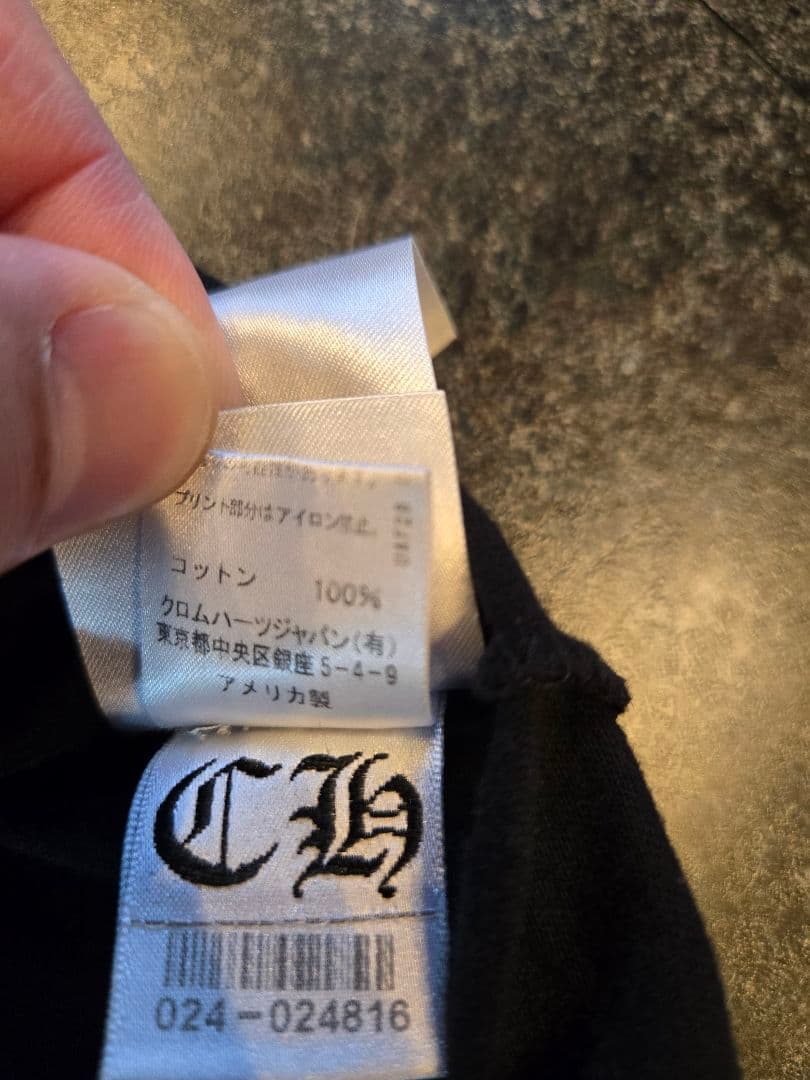 プリント部分はアイロン禁止。
コットン 100%
クロムハーツジャパン(有)
東京都中央区銀座5-4-9
アメリカ製
CH
024-024816